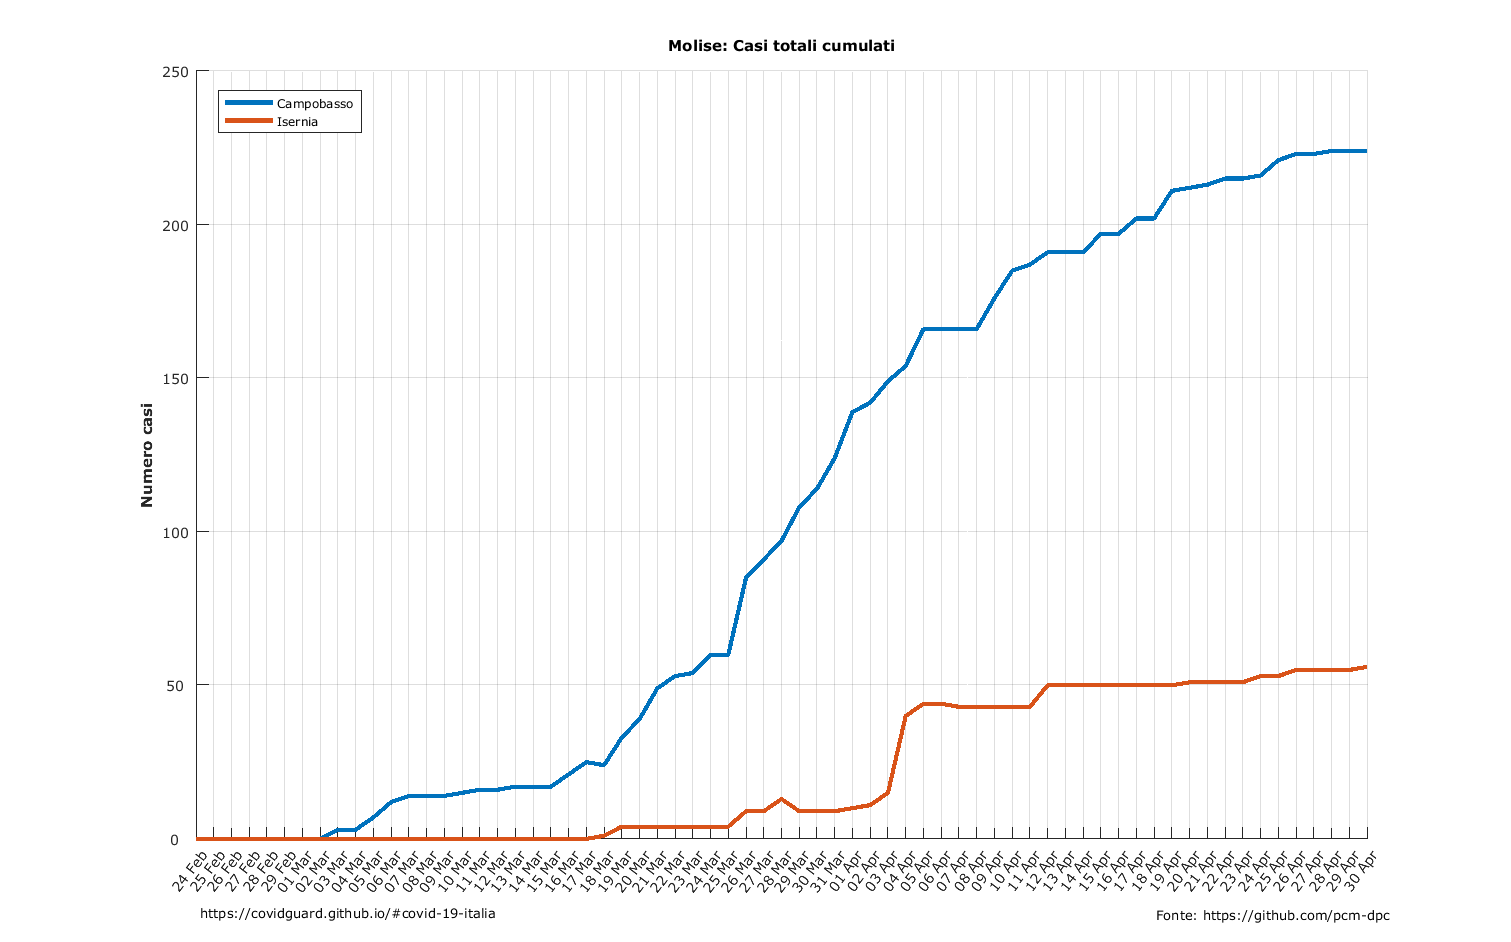 Molise: Casi totali cumulati
250
200
150
100
50
0
Numero casi
Campobasso
Isernia
24 Feb
25 Feb
26 Feb
27 Feb
28 Feb
29 Feb
01 Mar
02 Mar
03 Mar
04 Mar
05 Mar
06 Mar
07 Mar
08 Mar
09 Mar
10 Mar
11 Mar
12 Mar
13 Mar
14 Mar
15 Mar
16 Mar
17 Mar
18 Mar
19 Mar
20 Mar
21 Mar
22 Mar
23 Mar
24 Mar
25 Mar
26 Mar
27 Mar
28 Mar
29 Mar
30 Mar
31 Mar
01 Apr
02 Apr
03 Apr
04 Apr
05 Apr
06 Apr
07 Apr
08 Apr
09 Apr
10 Apr
11 Apr
12 Apr
13 Apr
14 Apr
15 Apr
16 Apr
17 Apr
18 Apr
19 Apr
20 Apr
21 Apr
22 Apr
23 Apr
24 Apr
25 Apr
26 Apr
27 Apr
28 Apr
29 Apr
30 Apr
https://covidguard.github.io/#covid-19-italia
Fonte: https://github.com/pcm-dpc